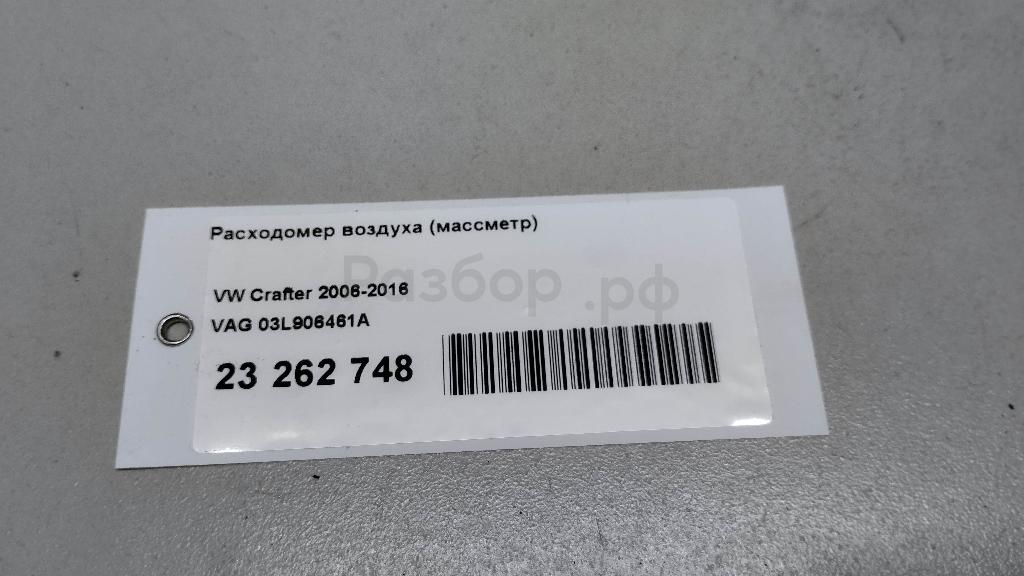 Расходомер воздуха (массметр)
Разбор.рф
VW Crafter 2006-2016
VAG 03L906461A
23 262 748